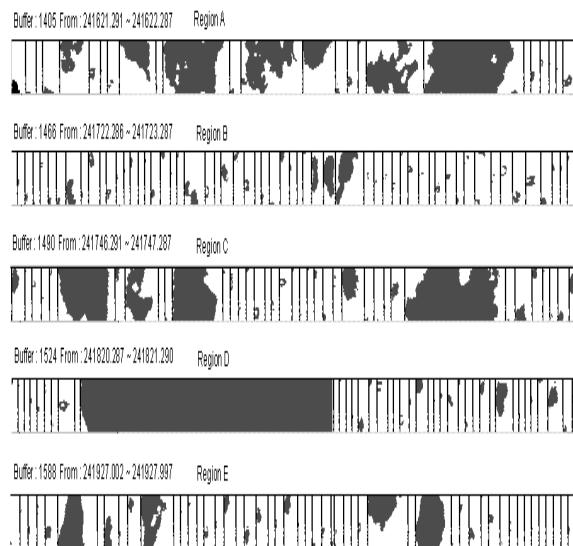 Buffer : 1405 From : 241621.291 ~ 241622.287 Region A
Buffer : 1466 From : 241722.286 ~ 241723.287 Region B
Buffer : 1490 From : 241746.291 ~ 241747.287 Region C
Buffer : 1524 From : 241820.287 ~ 241821.290 Region D
Buffer : 1588 From : 241927.002 ~ 241927.997 Region E